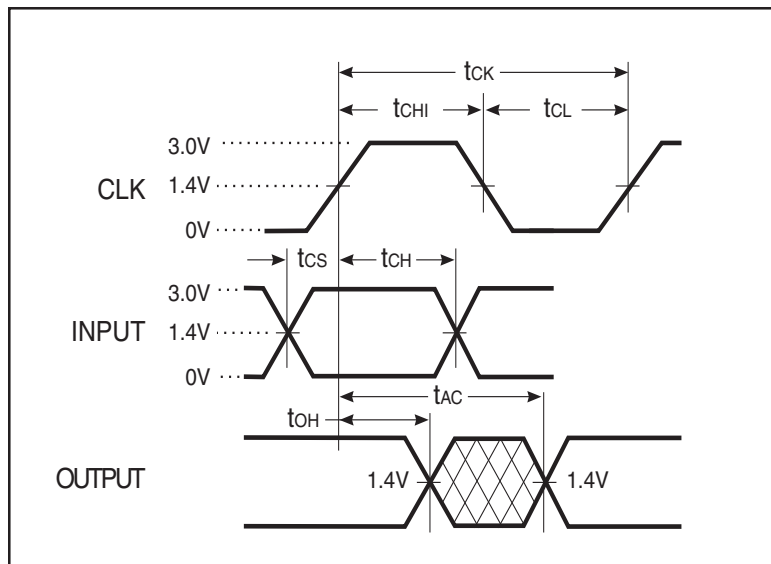 tCK
tCHI tCL
3.0V
CLK 1.4V
0V
tCS tCH
3.0V
INPUT 1.4V
0V
tAC
tOH
OUTPUT 1.4V 1.4V